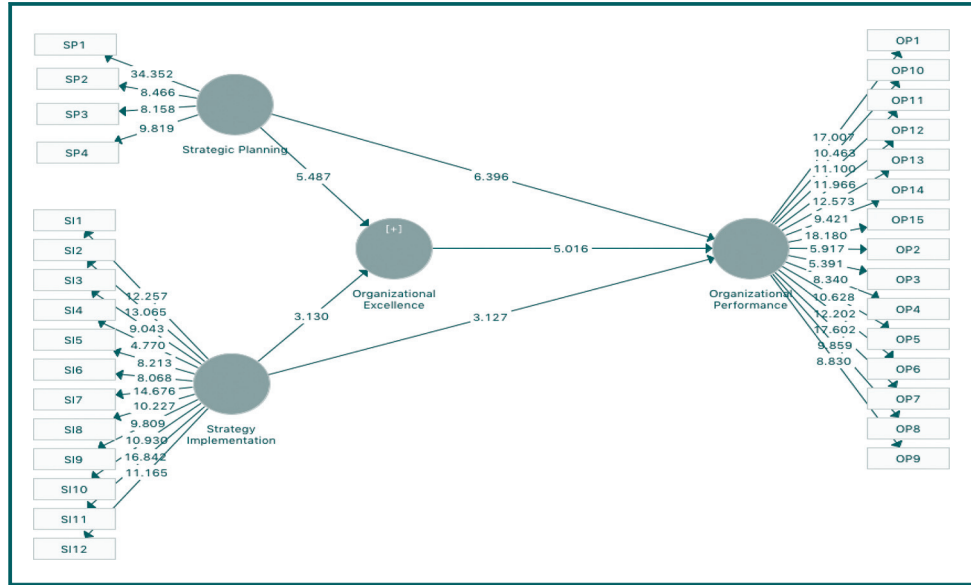 SP1
SP2
SP3
SP4
34.352
8.466
8.158
9.819
Strategic Planning
5.487
6.396
[+]
Organizational
Excellence
5.016
3.130
3.127
SI1
SI2
SI3
SI4
SI5
SI6
SI7
SI8
SI9
SI10
SI11
SI12
12.257
13.065
9.043
4.770
8.213
8.068
14.676
10.227
9.809
10.930
16.842
11.165
Strategy
Implementation
Organizational
Performance
17.007
10.463
11.100
11.966
12.573
9.421
18.180
5.917
5.391
8.340
10.628
12.202
17.602
9.859
8.830
OP1
OP10
OP11
OP12
OP13
OP14
OP15
OP2
OP3
OP4
OP5
OP6
OP7
OP8
OP9